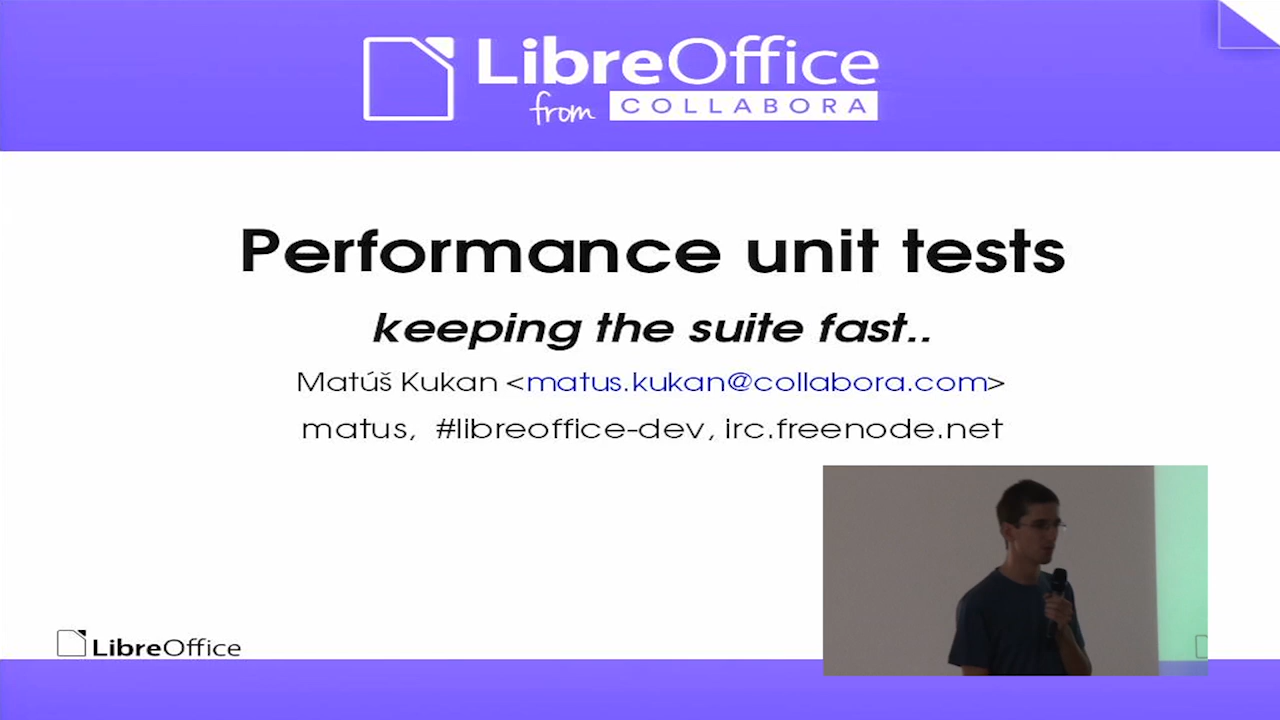 LibreOffice
from COLLABORA
Performance unit tests
keeping the suite fast..
Matúš Kukan <matus.kukan@collabora.com>
matus, #libreoffice-dev, irc.freenode.net
LibreOffice